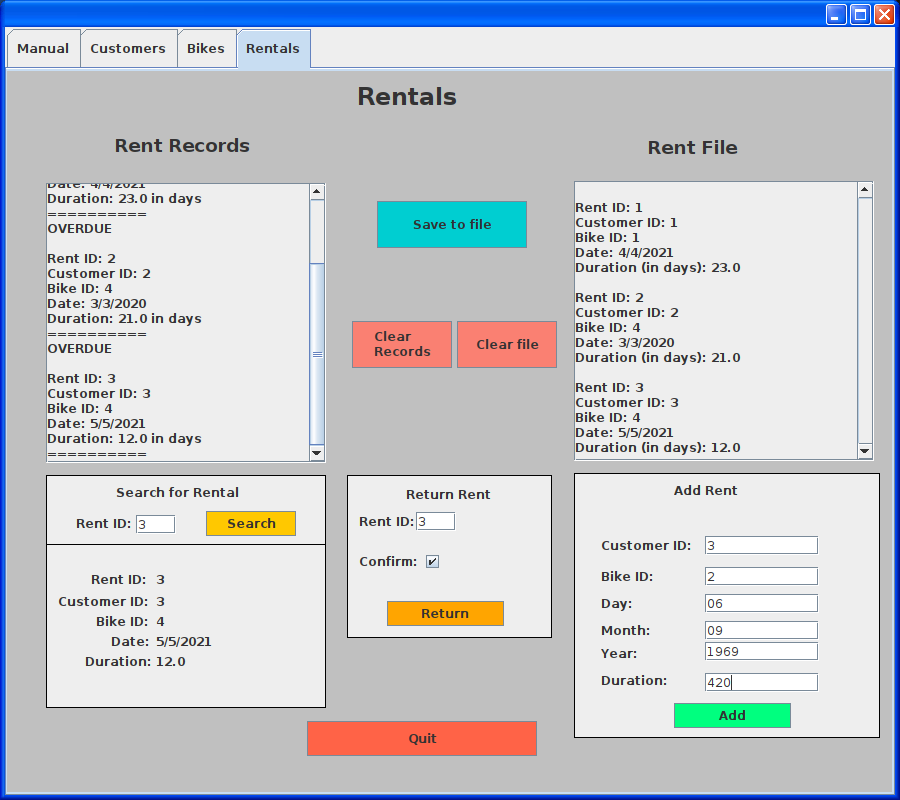 Manual Customers Bikes Rentals
Rentals
Rent Records
Date: 4/4/2021
Duration: 23.0 in days
==========
OVERDUE
Rent ID: 2
Customer ID: 2
Bike ID: 4
Date: 3/3/2020
Duration: 21.0 in days
==========
OVERDUE
Rent ID: 3
Customer ID: 3
Bike ID: 4
Date: 5/5/2021
Duration: 12.0 in days
==========
Save to file
Clear
Records
Clear file
Rent File
Rent ID: 1
Customer ID: 1
Bike ID: 1
Date: 4/4/2021
Duration (in days): 23.0
Rent ID: 2
Customer ID: 2
Bike ID: 4
Date: 3/3/2020
Duration (in days): 21.0
Rent ID: 3
Customer ID: 3
Bike ID: 4
Date: 5/5/2021
Duration (in days): 12.0
Search for Rental
Rent ID: 3 Search
Rent ID: 3
Customer ID: 3
Bike ID: 4
Date: 5/5/2021
Duration: 12.0
Return Rent
Rent ID: 3
Confirm:
Return
Add Rent
Customer ID: 3
Bike ID: 2
Day: 06
Month: 09
Year: 1969
Duration: 420
Add
Quit